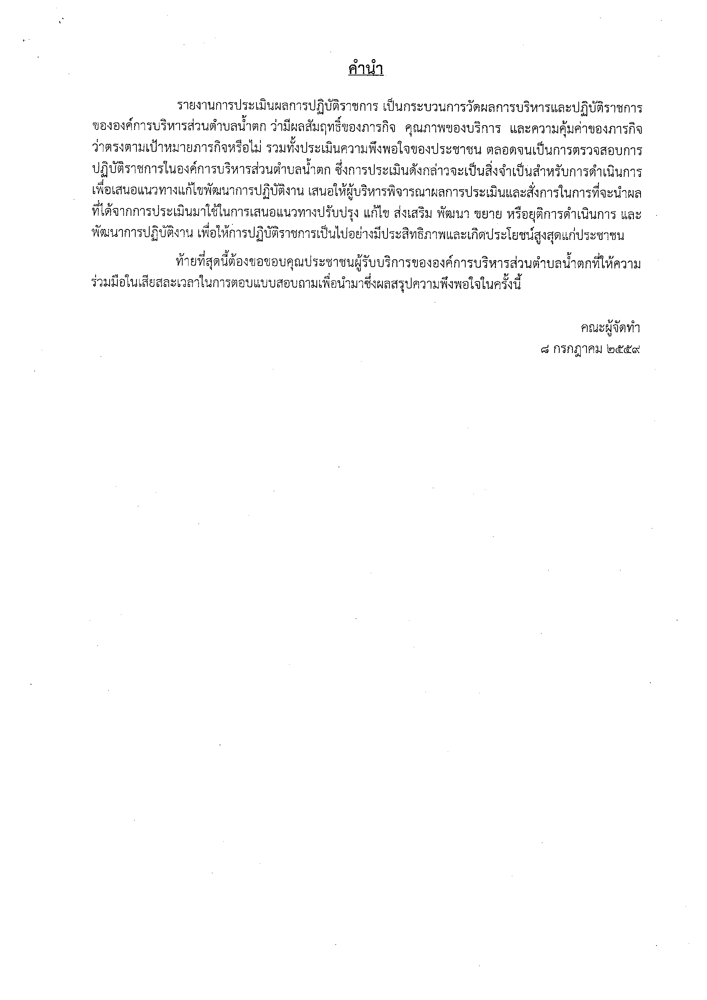 คำนำ
รายงานการประเมินผลการปฏิบัติราชการ เป็นกระบวนการวัดผลการบริหารและปฏิบัติราชการ
ขององค์การบริหารส่วนตำบลน้ำตก ว่ามีผลสัมฤทธิ์ของภารกิจ คุณภาพของบริการ และความคุ้มค่าของภารกิจ
ว่าตรงตามเป้าหมายภารกิจหรือไม่ รวมทั้งประเมินความพึงพอใจของประชาชน ตลอดจนเป็นการตรวจสอบการ
ปฏิบัติราชการในองค์การบริหารส่วนตำบลน้ำตก ซึ่งการประเมินดังกล่าวจะเป็นสิ่งจำเป็นสำหรับการดำเนินการ
เพื่อเสนอแนวทางแก้ไขพัฒนาการปฏิบัติงาน เสนอให้ผู้บริหารพิจารณาผลการประเมินและสั่งการในการที่จะนำผล
ที่ได้จากการประเมินมาใช้ในการเสนอแนวทางปรับปรุง แก้ไข ส่งเสริม พัฒนา ขยาย หรือยุติการดำเนินการ และ
พัฒนาการปฏิบัติงาน เพื่อให้การปฏิบัติราชการเป็นไปอย่างมีประสิทธิภาพและเกิดประโยชน์สูงสุดแก่ประชาชน
ท้ายที่สุดนี้ต้องขอขอบคุณประชาชนผู้รับบริการขององค์การบริหารส่วนตำบลน้ำตกที่ให้ความ
ร่วมมือในเสียสละเวลาในการตอบแบบสอบถามเพื่อนำมาซึ่งผลสรุปความพึงพอใจในครั้งนี้
คณะผู้จัดทำ
๘ กรกฎาคม ๒๕๕๙